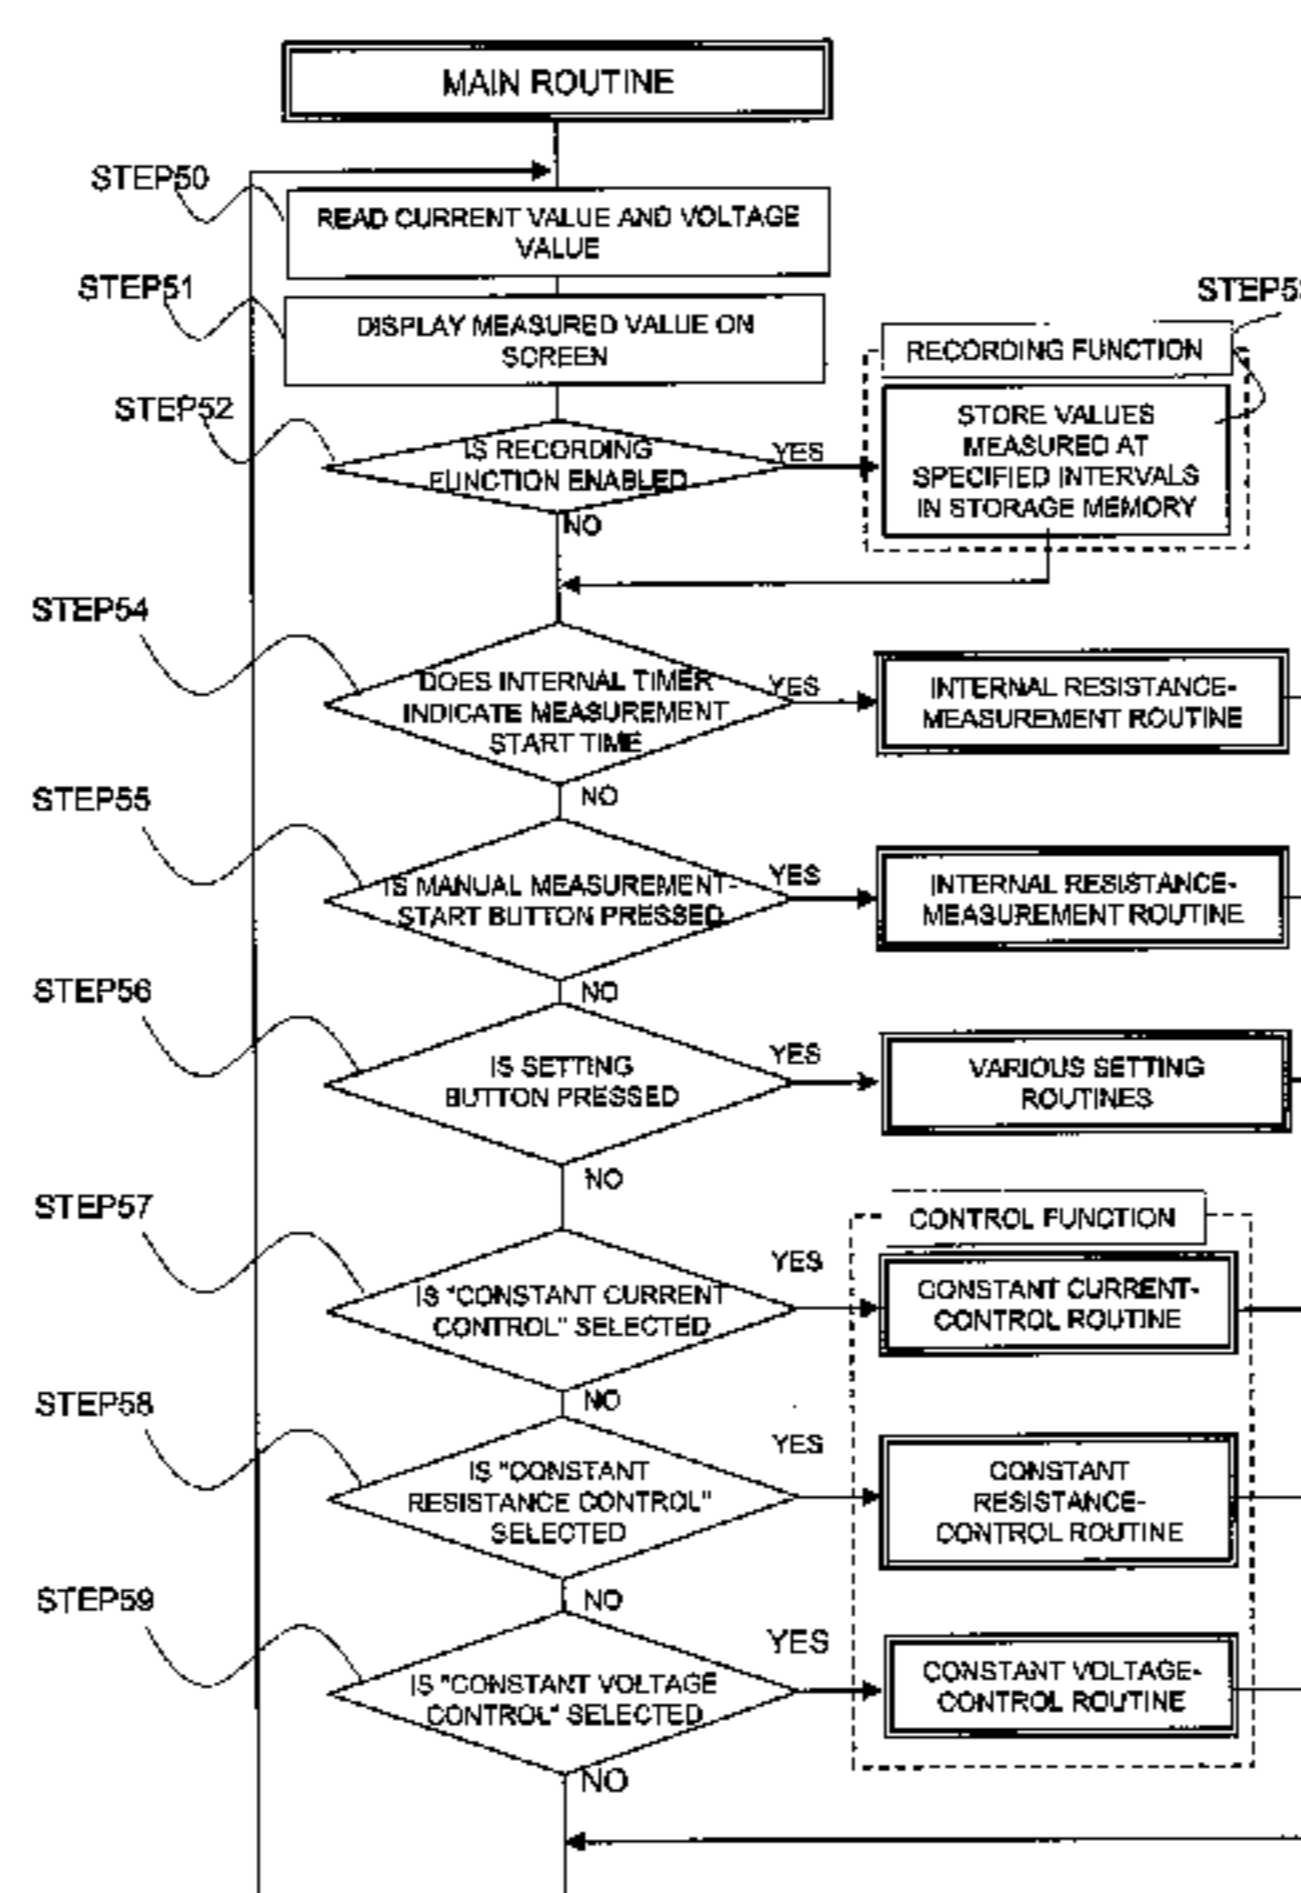 MAIN ROUTINE
STEP50
READ CURRENT VALUE AND VOLTAGE
VALUE
STEP51
DISPLAY MEASURED VALUE ON
SCREEN
STEP52
IS RECORDING
FUNCTION ENABLED
YES
NO
STEP5
RECORDING FUNCTION
STORE VALUES
MEASURED AT
SPECIFIED INTERVALS
IN STORAGE MEMORY
STEP54
DOES INTERNAL TIMER
INDICATE MEASUREMENT
START TIME
YES
NO
INTERNAL RESISTANCE-
MEASUREMENT ROUTINE
STEP55
IS MANUAL MEASUREMENT-
START BUTTON PRESSED
YES
NO
INTERNAL RESISTANCE-
MEASUREMENT ROUTINE
STEP56
IS SETTING
BUTTON PRESSED
YES
NO
VARIOUS SETTING
ROUTINES
STEP57
IS "CONSTANT CURRENT
CONTROL" SELECTED
YES
NO
CONTROL FUNCTION
CONSTANT CURRENT-
CONTROL ROUTINE
STEP58
IS "CONSTANT
RESISTANCE CONTROL"
SELECTED
YES
NO
CONSTANT
RESISTANCE-
CONTROL ROUTINE
STEP59
IS "CONSTANT VOLTAGE
CONTROL" SELECTED
YES
NO
CONSTANT VOLTAGE-
CONTROL ROUTINE